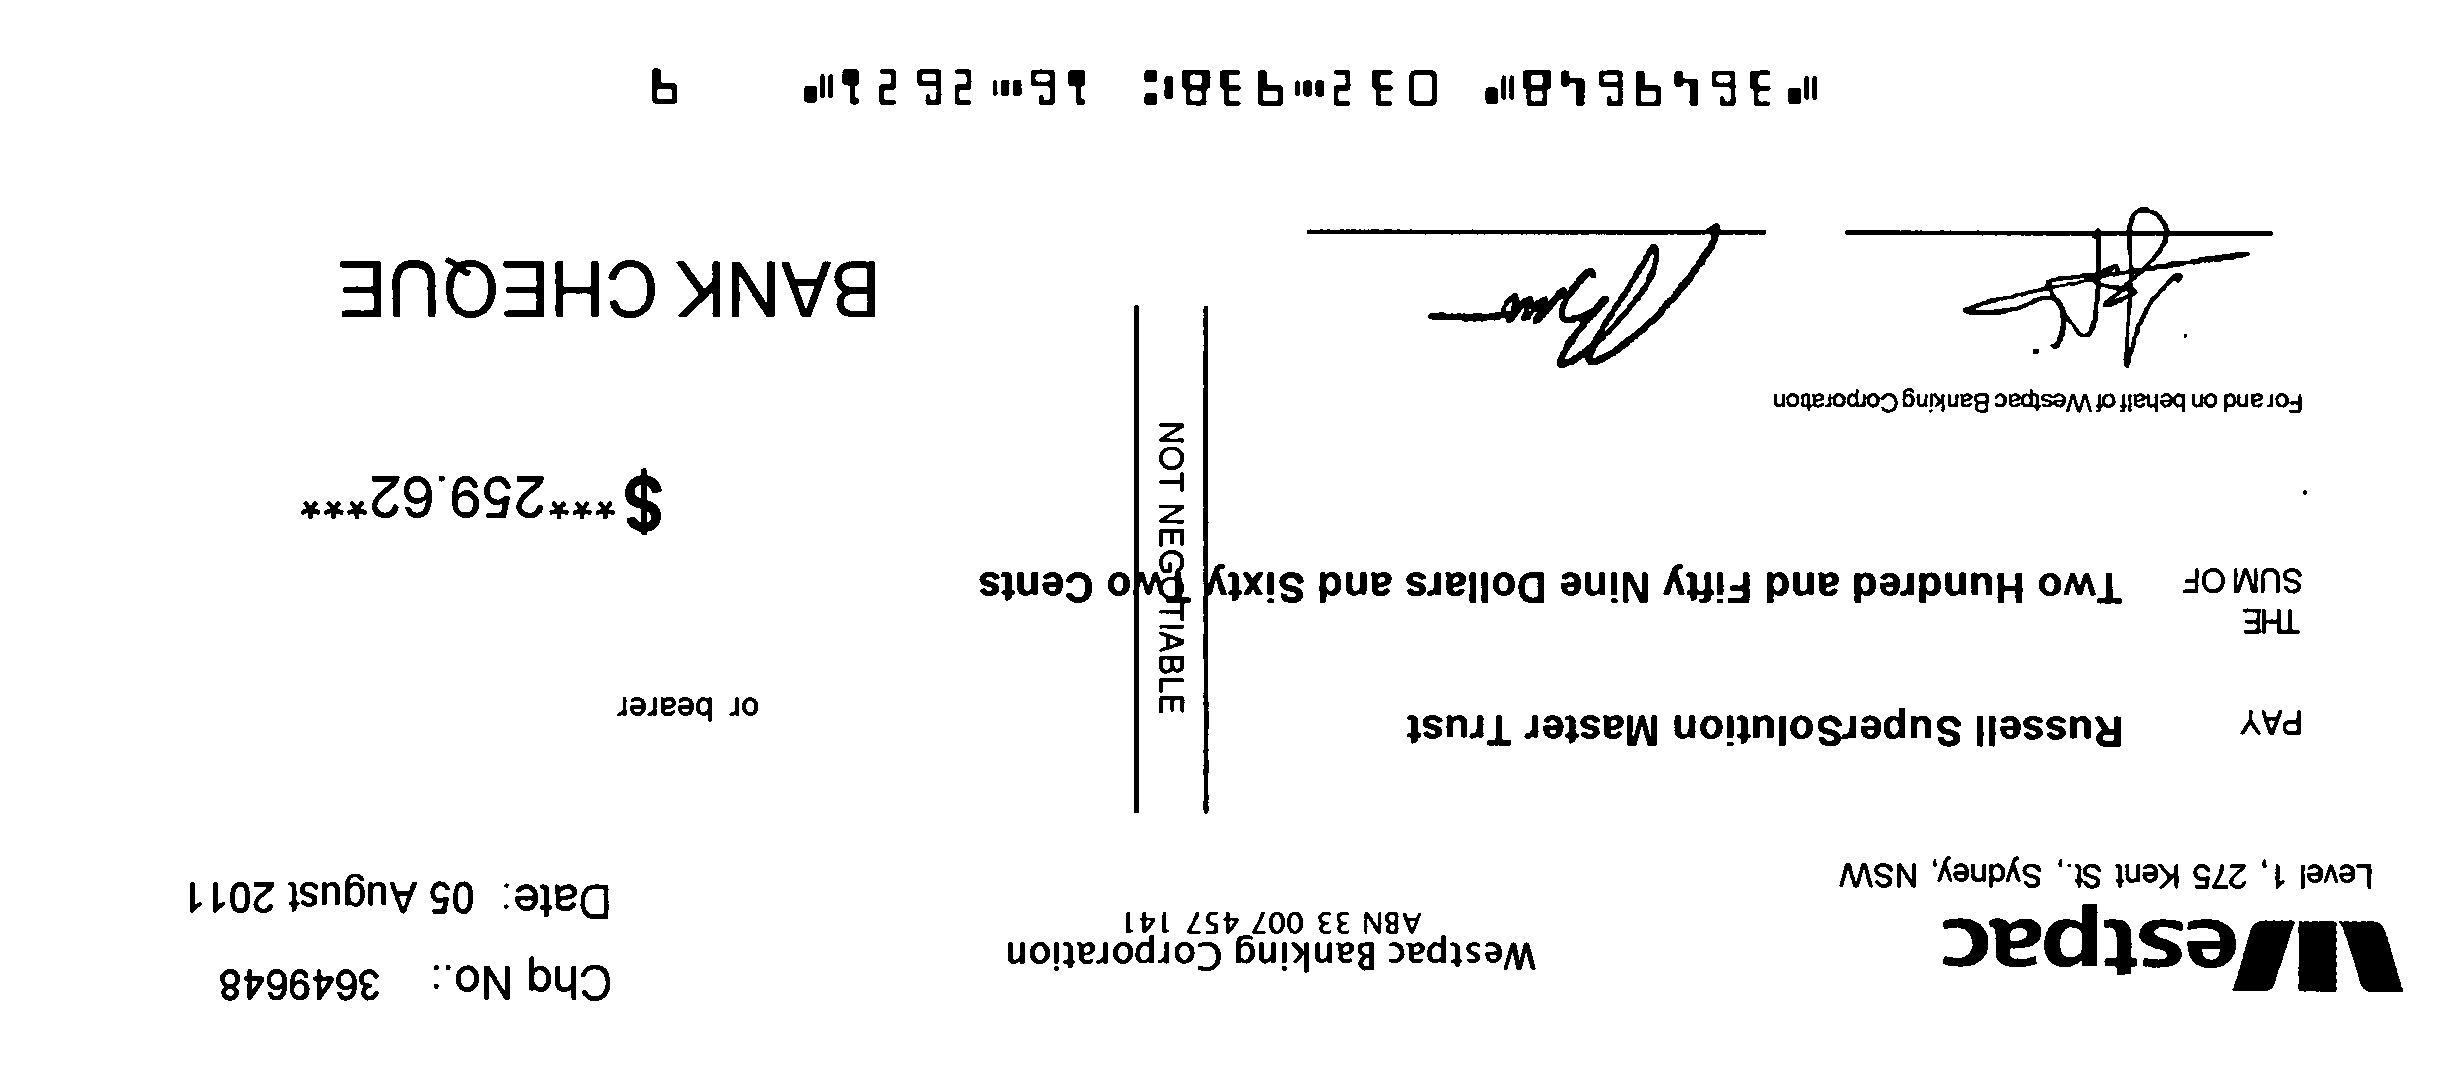 Westpac
Level 1, 275 Kent St., Sydney, NSW
Westpac Banking Corporation
ABN 33 007 457 141
Chq No.: 3649648
Date: 05 August 2011
PAY Russell SuperSolution Master Trust or bearer
THE
SUM OF Two Hundred and Fifty Nine Dollars and Sixty Two Cents
$***259.62***
NOT NEGOTIABLE
For and on behalf of Westpac Banking Corporation
BANK CHEQUE
⑈3649648⑈ 032⑉938⑆ 16⑉2621⑈ 9